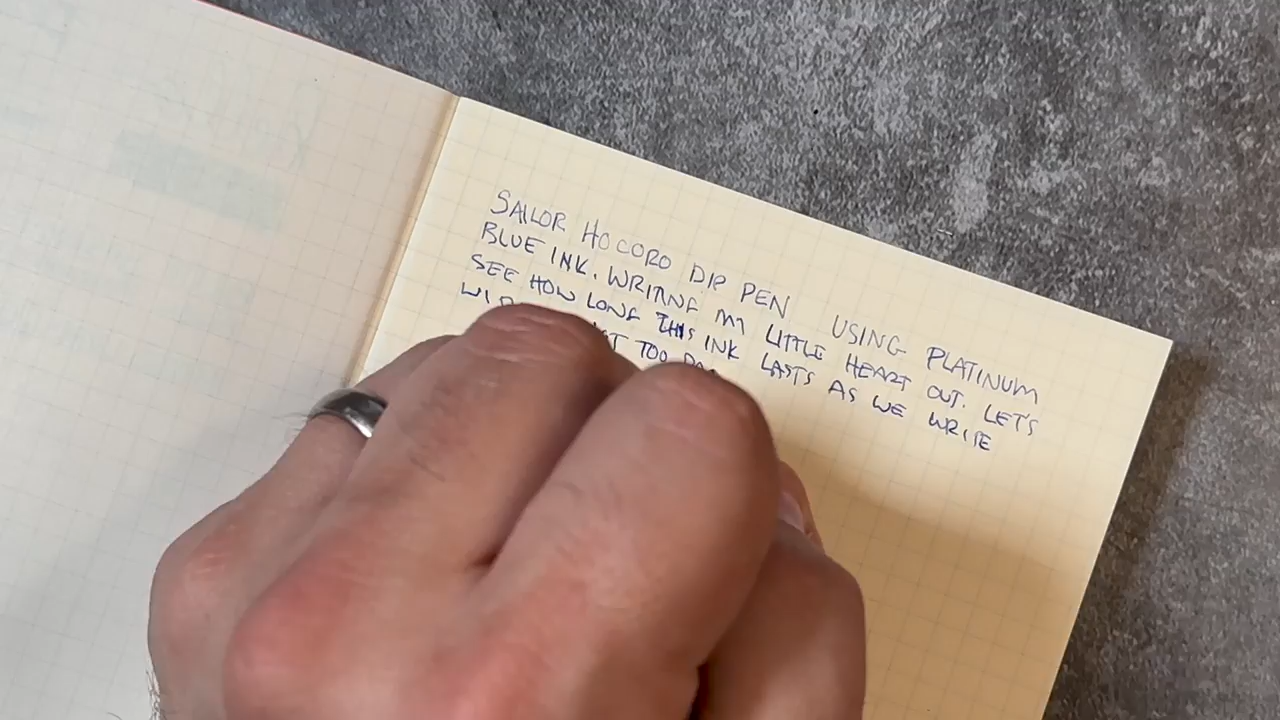 SAILOR HOCORO DIP PEN USING PLATINUM
BLUE INK. WRITING MY LITTLE HEART OUT. LET'S
SEE HOW LONG THIS INK LASTS AS WE WRITE
TOO